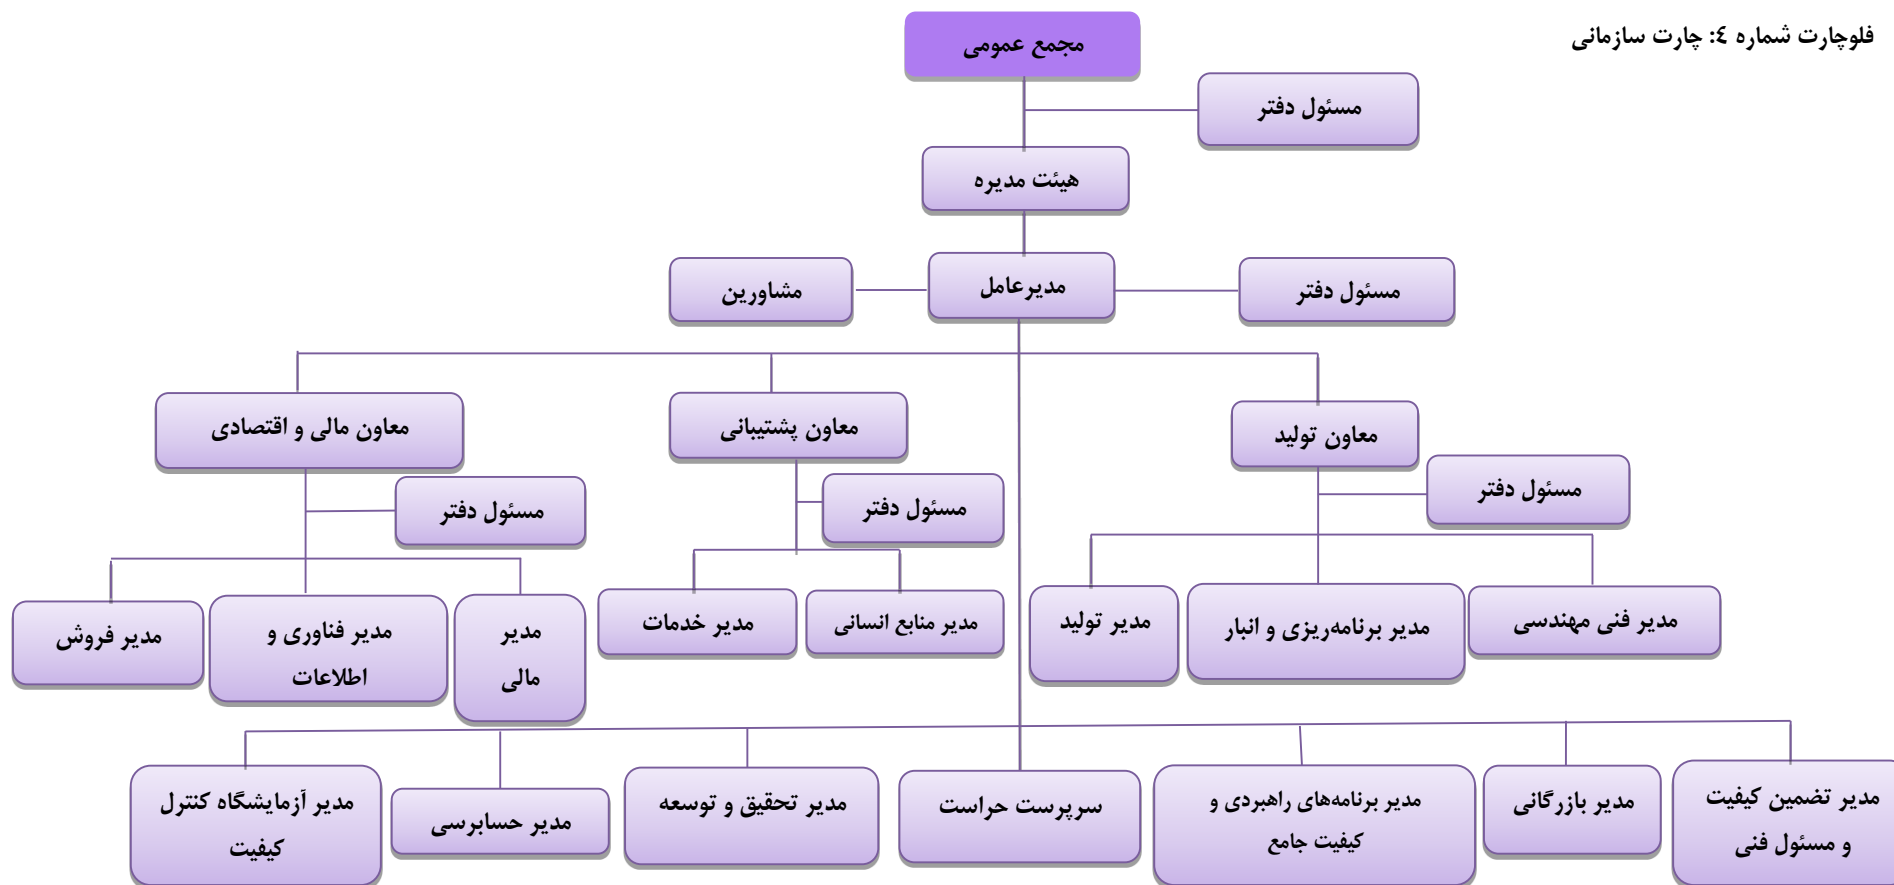 فلوچارت شماره ٤: چارت سازمانی
مجمع عمومی
مسئول دفتر
هیئت مدیره
مسئول دفتر
مدیرعامل
مشاورین
معاون تولید
معاون پشتیبانی
معاون مالی و اقتصادی
مسئول دفتر
مسئول دفتر
مسئول دفتر
مدیر فنی مهندسی
مدیر برنامه‌ریزی و انبار
مدیر تولید
مدیر منابع انسانی
مدیر خدمات
مدیر
مالی
مدیر فناوری و
اطلاعات
مدیر فروش
مدیر تضمین کیفیت
و مسئول فنی
مدیر بازرگانی
مدیر برنامه‌های راهبردی و
کیفیت جامع
سرپرست حراست
مدیر تحقیق و توسعه
مدیر حسابرسی
مدیر آزمایشگاه کنترل
کیفیت